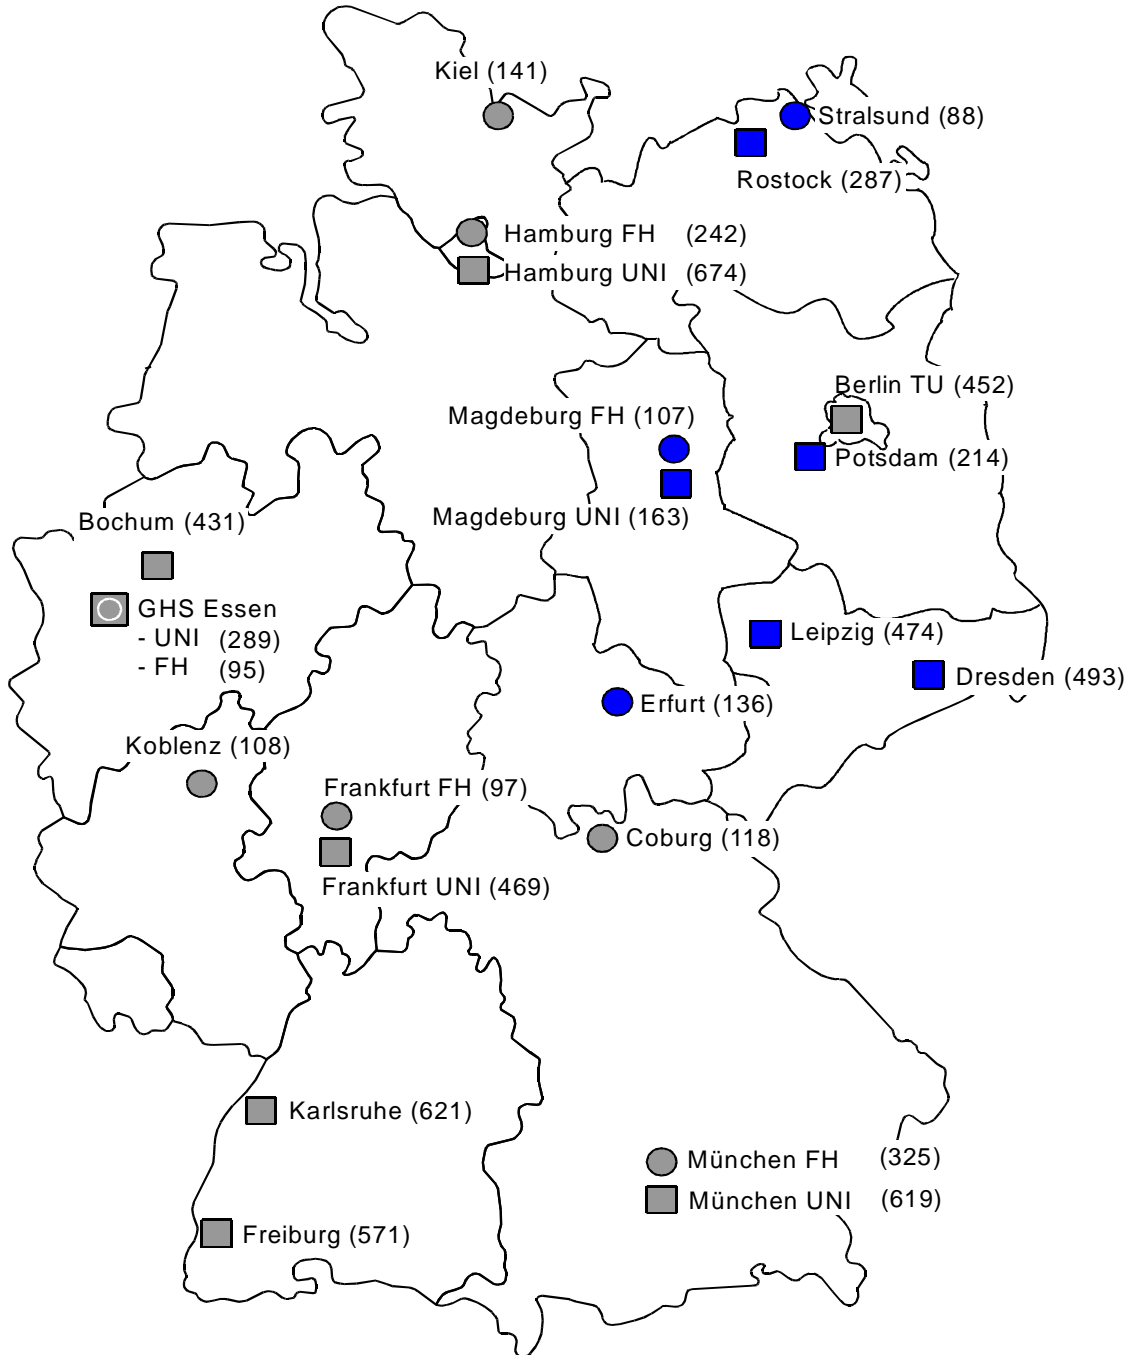 Kiel (141)
Stralsund (88)
Rostock (287)
Hamburg FH (242)
Hamburg UNI (674)
Berlin TU (452)
Magdeburg FH (107)
Potsdam (214)
Magdeburg UNI (163)
Bochum (431)
GHS Essen
- UNI (289)
- FH (95)
Leipzig (474)
Dresden (493)
Erfurt (136)
Koblenz (108)
Frankfurt FH (97)
Coburg (118)
Frankfurt UNI (469)
Karlsruhe (621)
München FH (325)
München UNI (619)
Freiburg (571)